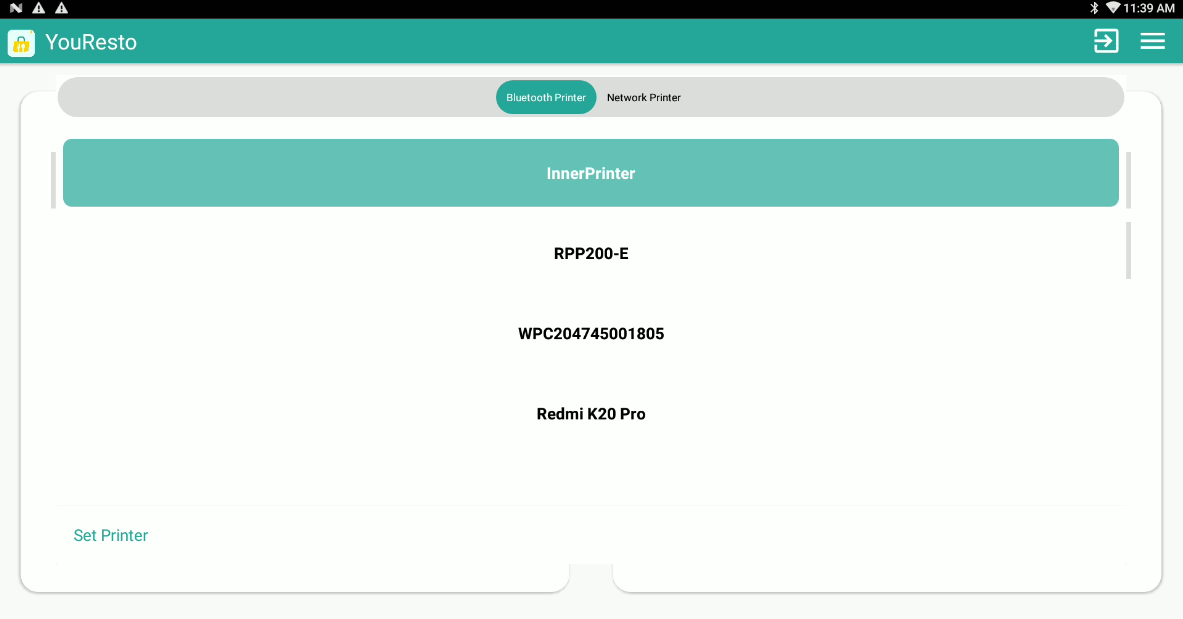 11:39 AM
YouResto
Bluetooth Printer
Network Printer
InnerPrinter
RPP200-E
WPC204745001805
Redmi K20 Pro
Set Printer